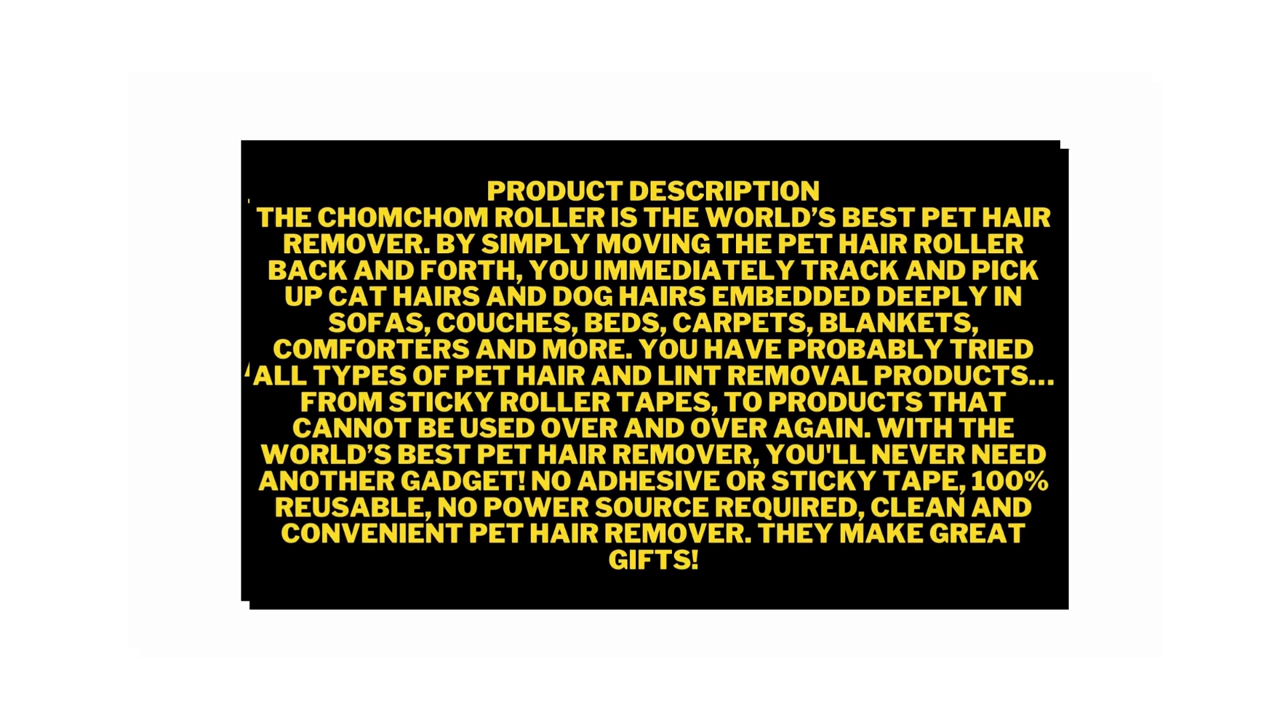 PRODUCT DESCRIPTION
THE CHOMCHOM ROLLER IS THE WORLD’S BEST PET HAIR
REMOVER. BY SIMPLY MOVING THE PET HAIR ROLLER
BACK AND FORTH, YOU IMMEDIATELY TRACK AND PICK
UP CAT HAIRS AND DOG HAIRS EMBEDDED DEEPLY IN
SOFAS, COUCHES, BEDS, CARPETS, BLANKETS,
COMFORTERS AND MORE. YOU HAVE PROBABLY TRIED
ALL TYPES OF PET HAIR AND LINT REMOVAL PRODUCTS...
FROM STICKY ROLLER TAPES, TO PRODUCTS THAT
CANNOT BE USED OVER AND OVER AGAIN. WITH THE
WORLD’S BEST PET HAIR REMOVER, YOU'LL NEVER NEED
ANOTHER GADGET! NO ADHESIVE OR STICKY TAPE, 100%
REUSABLE, NO POWER SOURCE REQUIRED, CLEAN AND
CONVENIENT PET HAIR REMOVER. THEY MAKE GREAT
GIFTS!